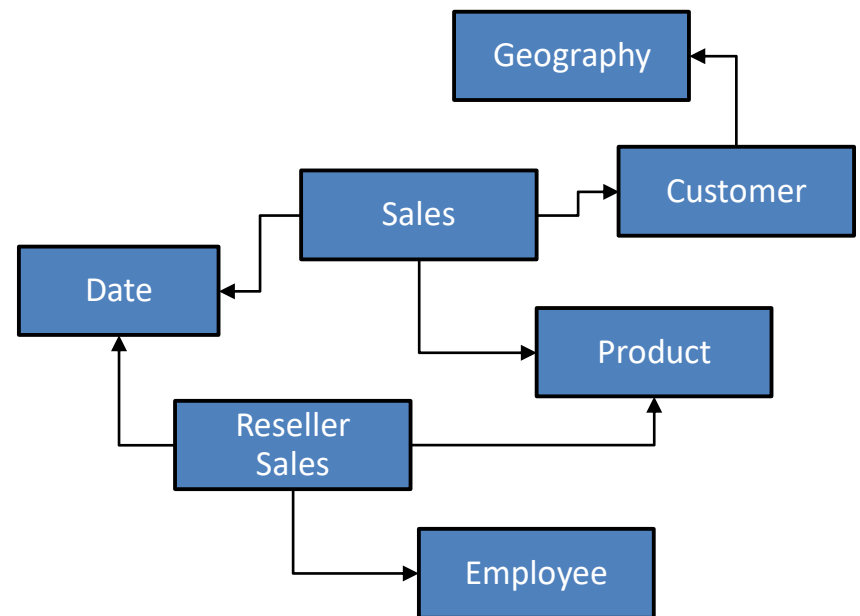 Geography
Customer
Sales
Date
Product
Reseller
Sales
Employee